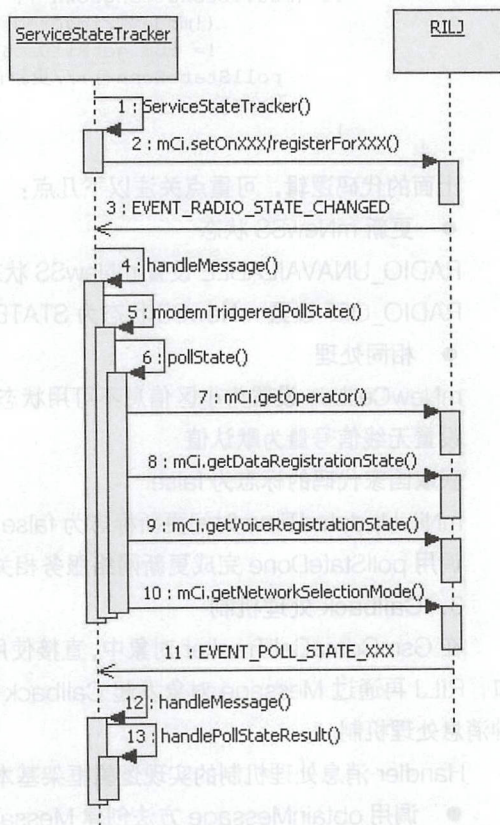 ServiceStateTracker
RILJ
1 : ServiceStateTracker()
2 : mCi.setOnXXX/registerForXXX()
3 : EVENT_RADIO_STATE_CHANGED
4 : handleMessage()
5 : modemTriggeredPollState()
6 : pollState()
7 : mCi.getOperator()
8 : mCi.getDataRegistrationState()
9 : mCi.getVoiceRegistrationState()
10 : mCi.getNetworkSelectionMode()
11 : EVENT_POLL_STATE_XXX
12 : handleMessage()
13 : handlePollStateResult()